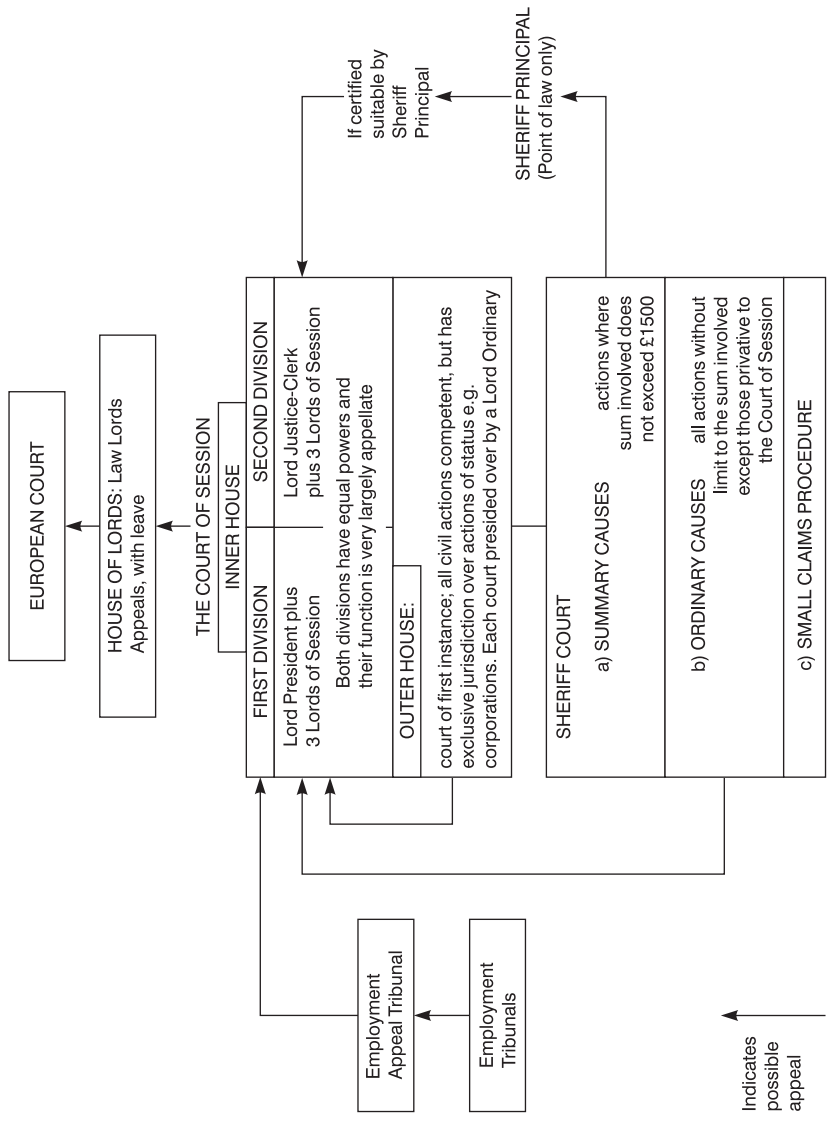 EUROPEAN COURT
HOUSE OF LORDS: Law Lords
Appeals, with leave
THE COURT OF SESSION
INNER HOUSE
FIRST DIVISION
SECOND DIVISION
Lord President plus
3 Lords of Session
Lord Justice-Clerk
plus 3 Lords of Session
Both divisions have equal powers and
their function is very largely appellate
OUTER HOUSE:
court of first instance; all civil actions competent, but has
exclusive jurisdiction over actions of status e.g.
corporations. Each court presided over by a Lord Ordinary
If certified
suitable by
Sheriff
Principal
SHERIFF PRINCIPAL
(Point of law only)
Employment
Appeal Tribunal
Employment
Tribunals
SHERIFF COURT
a) SUMMARY CAUSES actions where
sum involved does
not exceed £1500
b) ORDINARY CAUSES all actions without
limit to the sum involved
except those privative to
the Court of Session
c) SMALL CLAIMS PROCEDURE
Indicates
possible
appeal